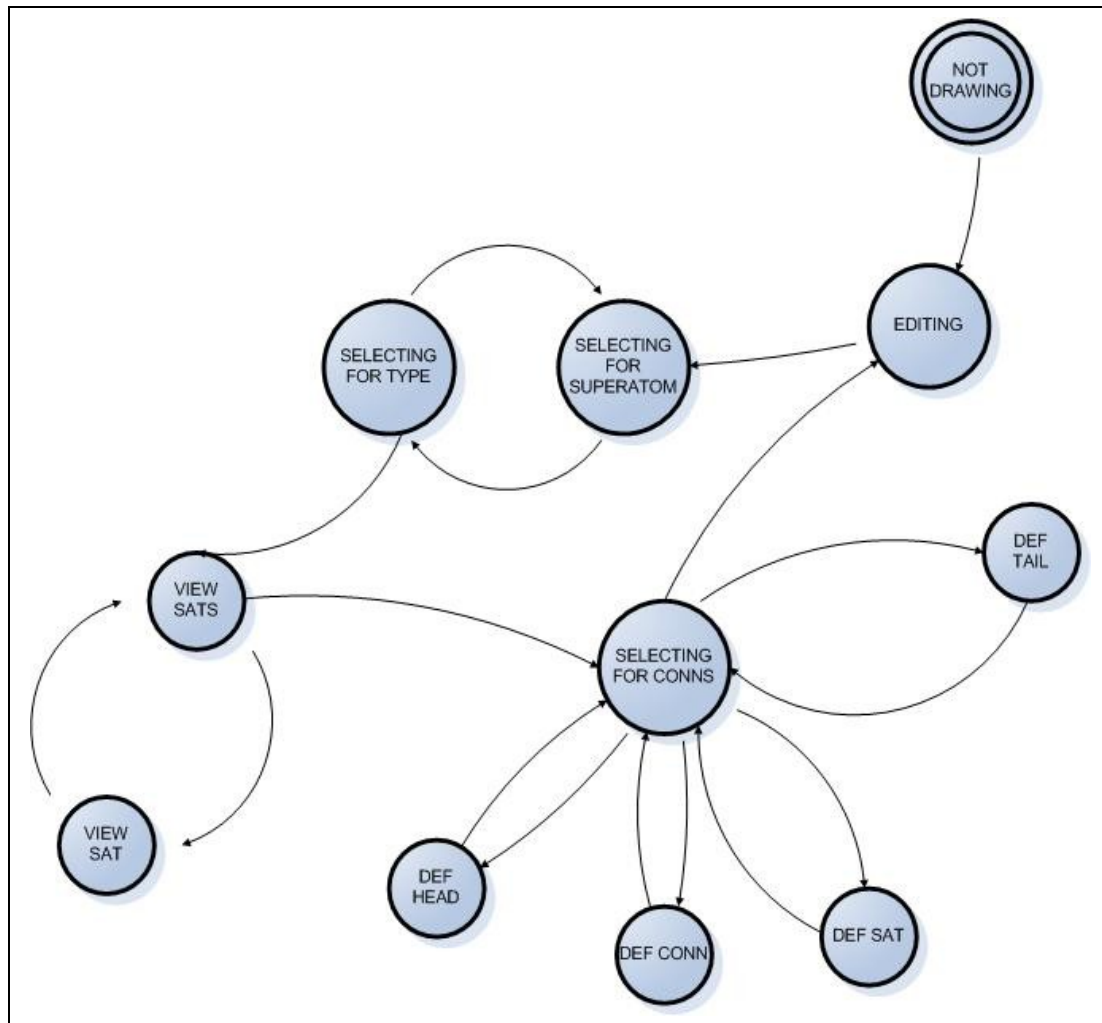 NOT
DRAWING
EDITING
SELECTING
FOR TYPE
SELECTING
FOR
SUPERATOM
DEF
TAIL
VIEW
SATS
SELECTING
FOR CONNS
VIEW
SAT
DEF
HEAD
DEF CONN
DEF SAT